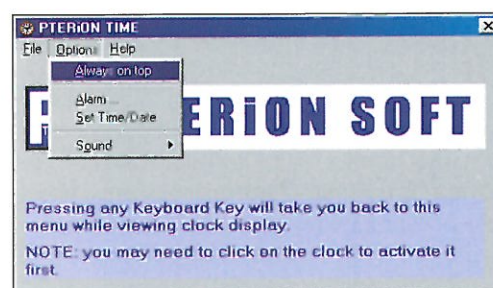 PTERiON TIME
File Options Help
Always on top
Alarm...
Set Time/Date
Sound
PTERiON SOFT
Pressing any Keyboard Key will take you back to this
menu while viewing clock display.
NOTE: you may need to click on the clock to activate it
first.